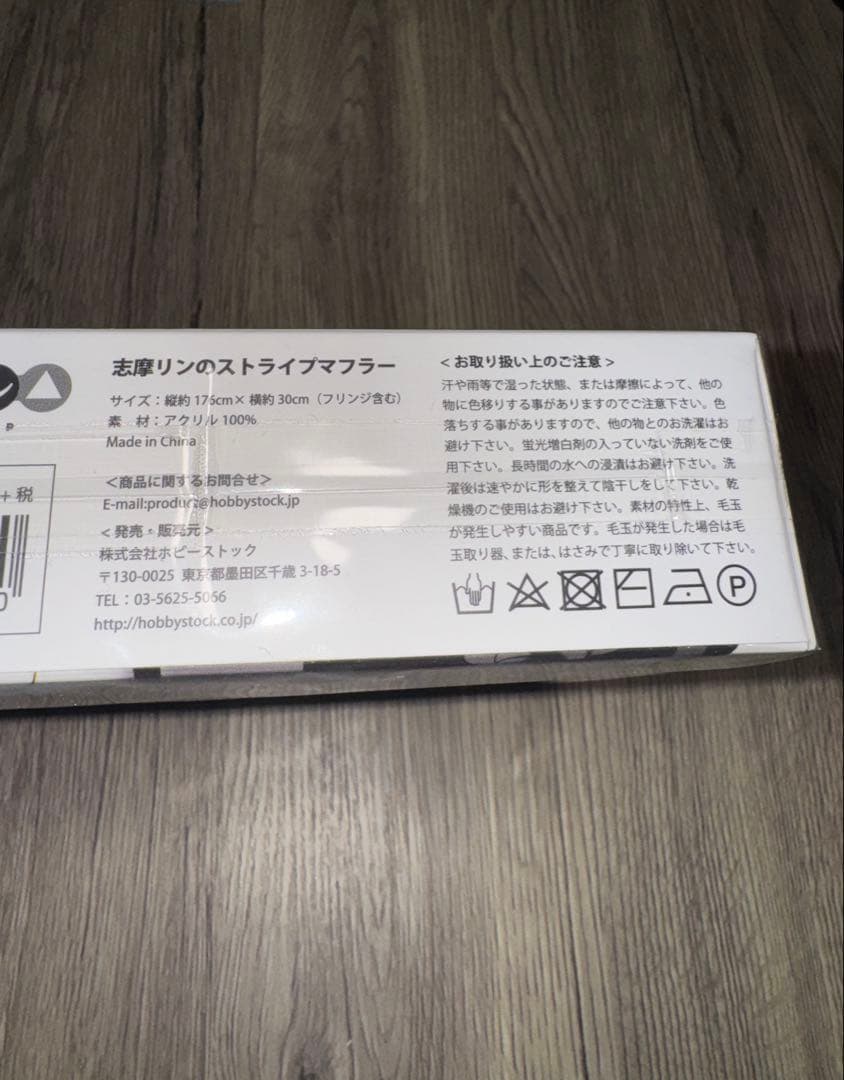 志摩リンのストライプマフラー
サイズ：縦約 176cm× 横約 30cm（フリンジ含む）
素　材：アクリル 100%
Made in China
＜商品に関するお問合せ＞
E-mail:product@hobbystock.jp
＜発売・販売元＞
株式会社ホビーストック
〒130-0025 東京都墨田区千歳 3-18-5
TEL：03-5625-5066
http://hobbystock.co.jp/
P
+ 税
0
＜お取り扱い上のご注意＞
汗や雨等で湿った状態、または摩擦によって、他の
物に色移りする事がありますのでご注意下さい。色
落ちする事がありますので、他の物とのお洗濯はお
避け下さい。蛍光増白剤の入っていない洗剤をご使
用下さい。長時間の水への浸漬はお避け下さい。洗
濯後は速やかに形を整えて陰干しをして下さい。乾
燥機のご使用はお避け下さい。素材の特性上、毛玉
が発生しやすい商品です。毛玉が発生した場合は毛
玉取り器、または、はさみで丁寧に取り除いて下さい。
P